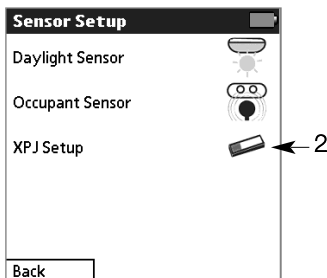 Sensor Setup
Daylight Sensor
Occupant Sensor
XPJ Setup
2
Back